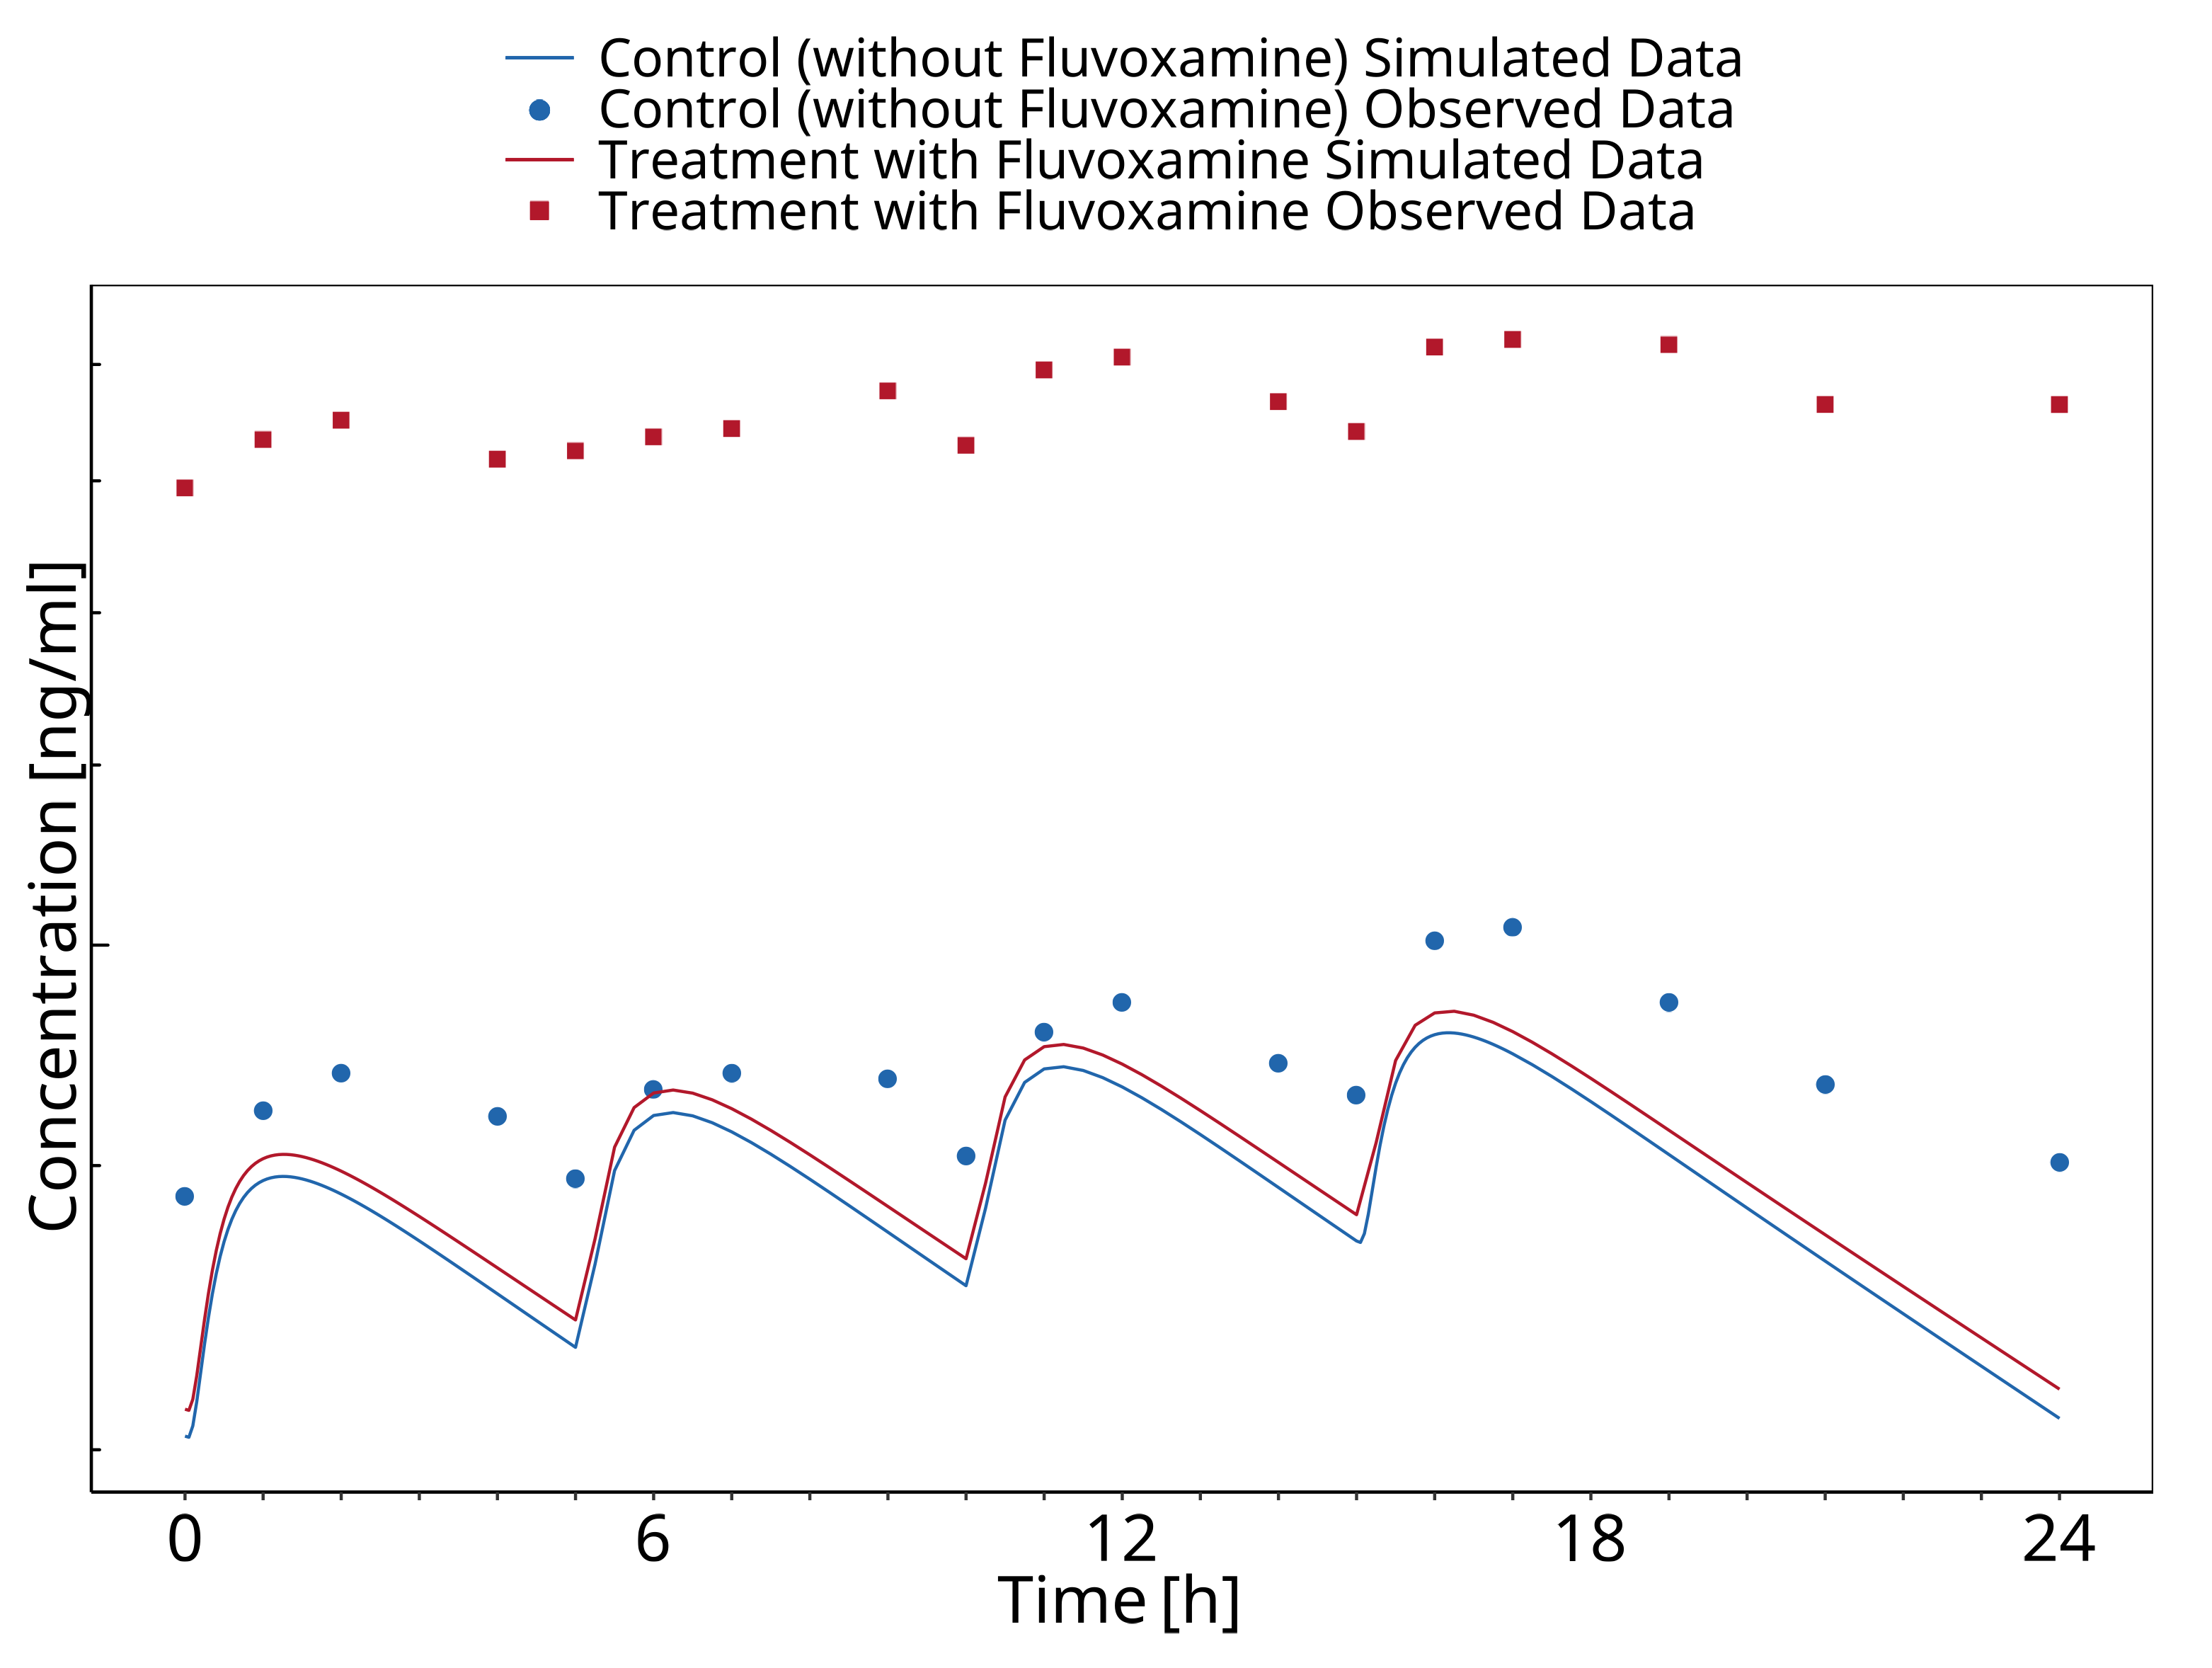 Control (without Fluvoxamine) Simulated Data
Control (without Fluvoxamine) Observed Data
Treatment with Fluvoxamine Simulated Data
Treatment with Fluvoxamine Observed Data
Concentration [ng/ml]
0 6 12 18 24
Time [h]